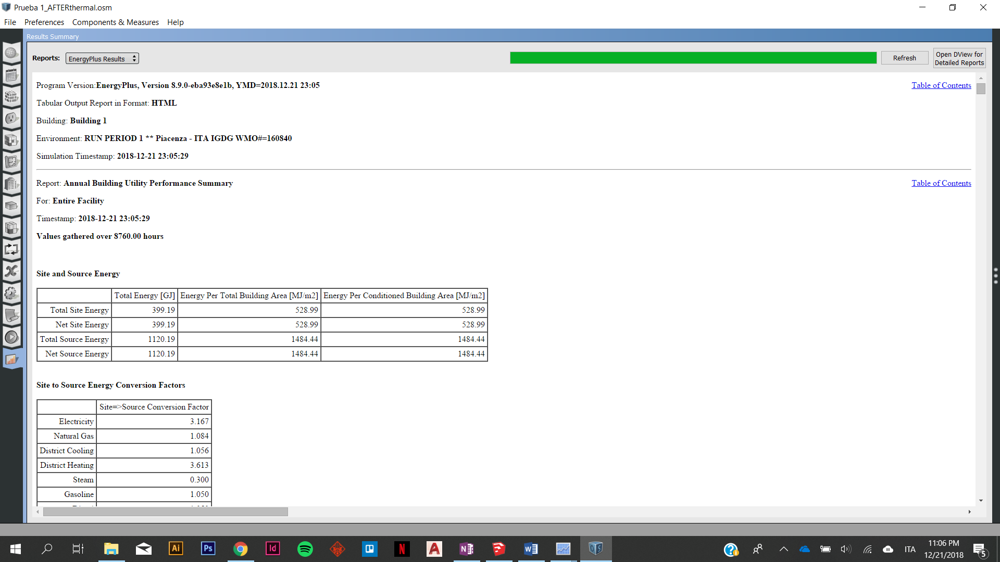 Prueba 1_AFTERthermal.osm
File Preferences Components & Measures Help
Results Summary
Reports: EnergyPlus Results
Refresh
Open DView for
Detailed Reports
Program Version:EnergyPlus, Version 8.9.0-eba93e8e1b, YMD=2018.12.21 23:05
Table of Contents
Tabular Output Report in Format: HTML
Building: Building 1
Environment: RUN PERIOD 1 ** Piacenza - ITA IGDG WMO#=160840
Simulation Timestamp: 2018-12-21 23:05:29
Report: Annual Building Utility Performance Summary
Table of Contents
For: Entire Facility
Timestamp: 2018-12-21 23:05:29
Values gathered over 8760.00 hours
Site and Source Energy
Total Energy [GJ] Energy Per Total Building Area [MJ/m2] Energy Per Conditioned Building Area [MJ/m2]
Total Site Energy 399.19 528.99 528.99
Net Site Energy 399.19 528.99 528.99
Total Source Energy 1120.19 1484.44 1484.44
Net Source Energy 1120.19 1484.44 1484.44
Site to Source Energy Conversion Factors
Site=>Source Conversion Factor
Electricity 3.167
Natural Gas 1.084
District Cooling 1.056
District Heating 3.613
Steam 0.300
Gasoline 1.050
Ai
Ps
Id
N
A
N
W
OS
ITA
11:06 PM
12/21/2018
5